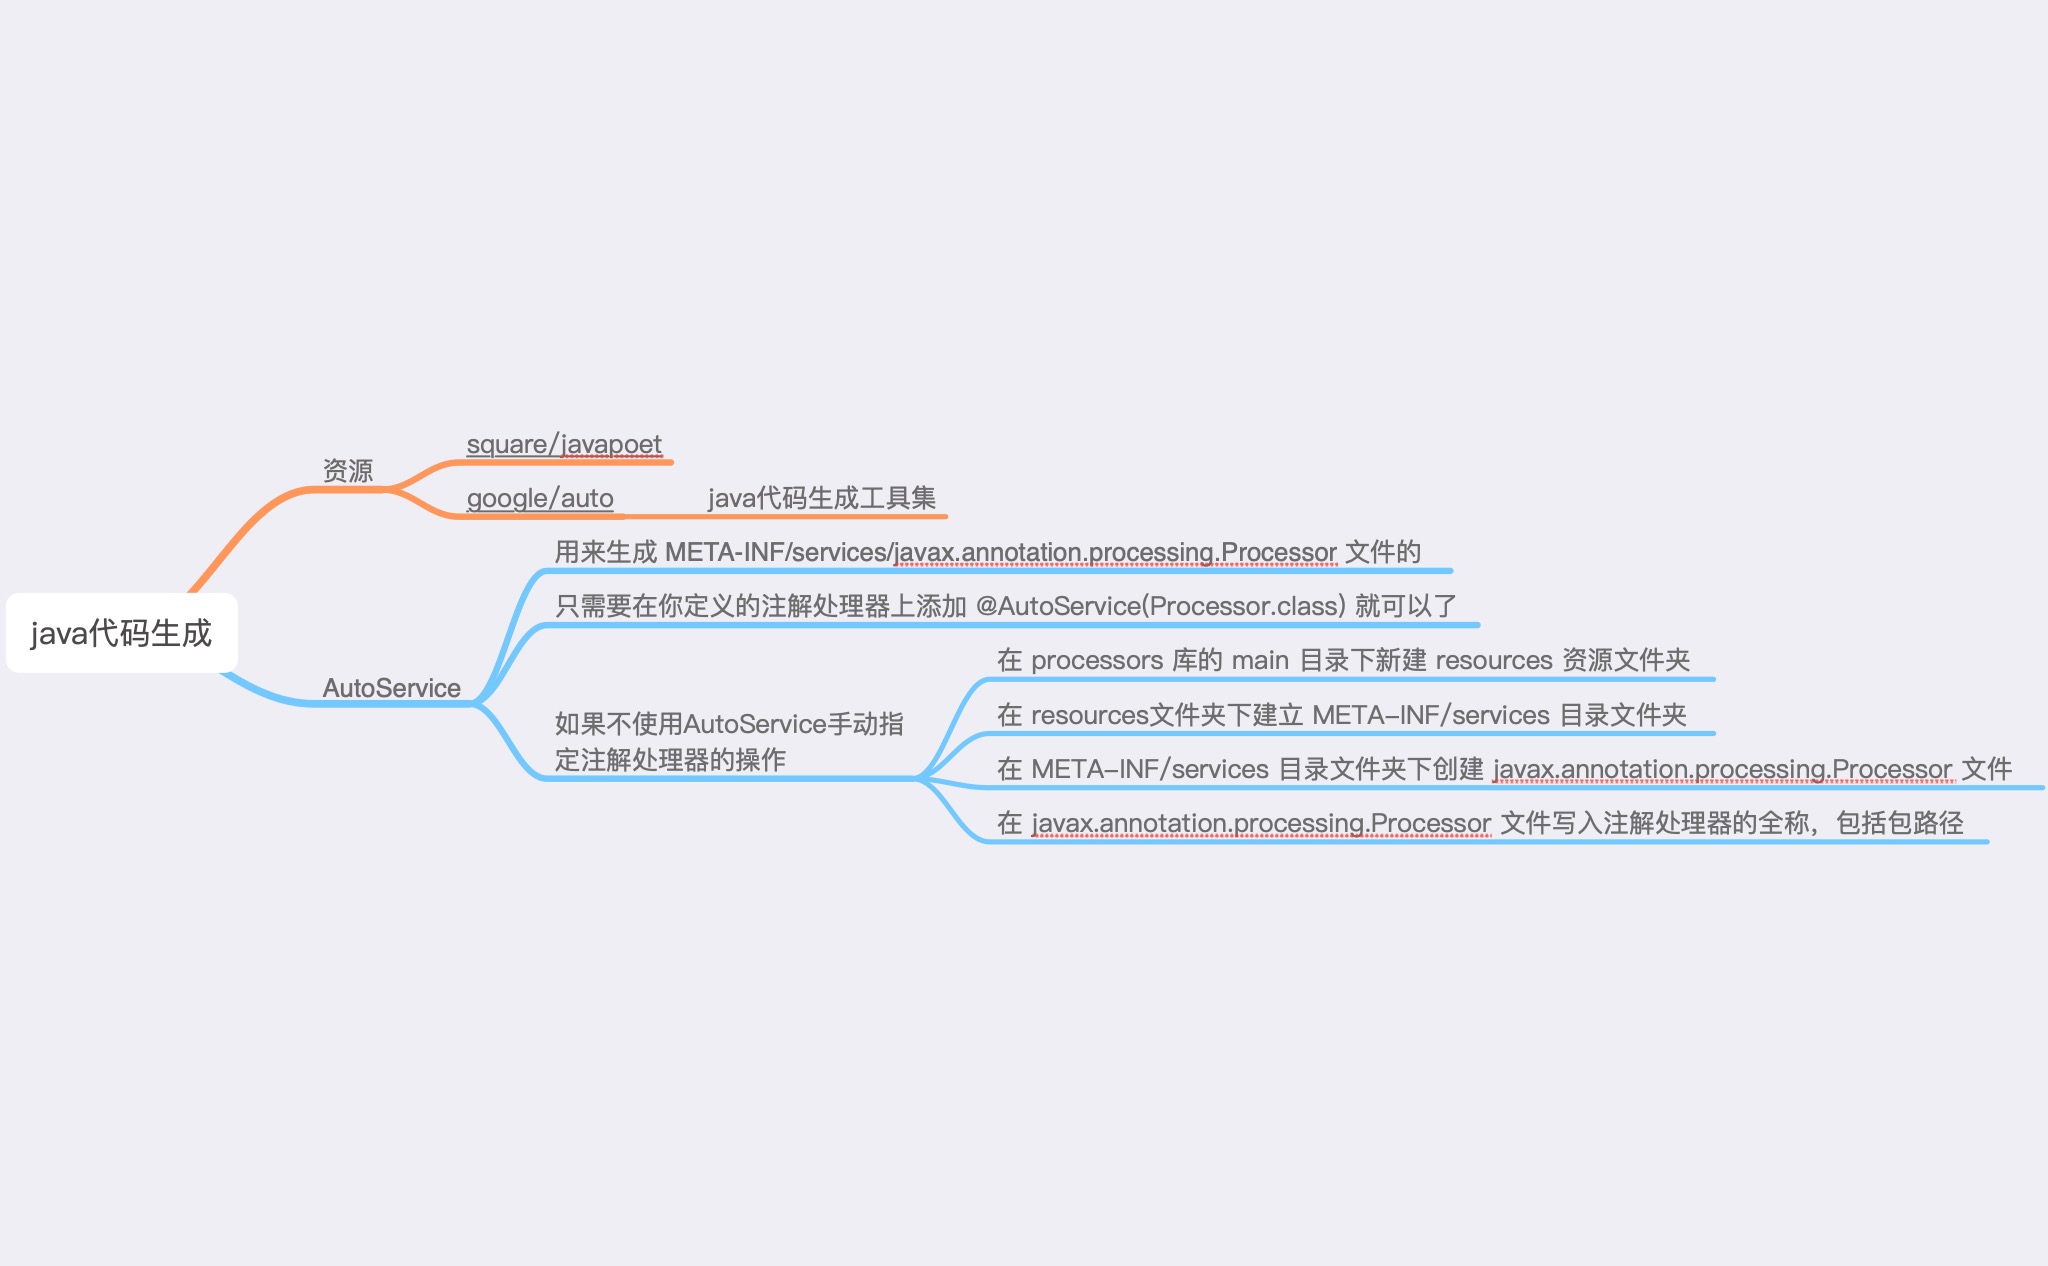 java代码生成
资源
square/javapoet
google/auto
java代码生成工具集
AutoService
用来生成 META-INF/services/javax.annotation.processing.Processor 文件的
只需要在你定义的注解处理器上添加 @AutoService(Processor.class) 就可以了
如果不使用AutoService手动指
定注解处理器的操作
在 processors 库的 main 目录下新建 resources 资源文件夹
在 resources文件夹下建立 META-INF/services 目录文件夹
在 META-INF/services 目录文件夹下创建 javax.annotation.processing.Processor 文件
在 javax.annotation.processing.Processor 文件写入注解处理器的全称，包括包路径